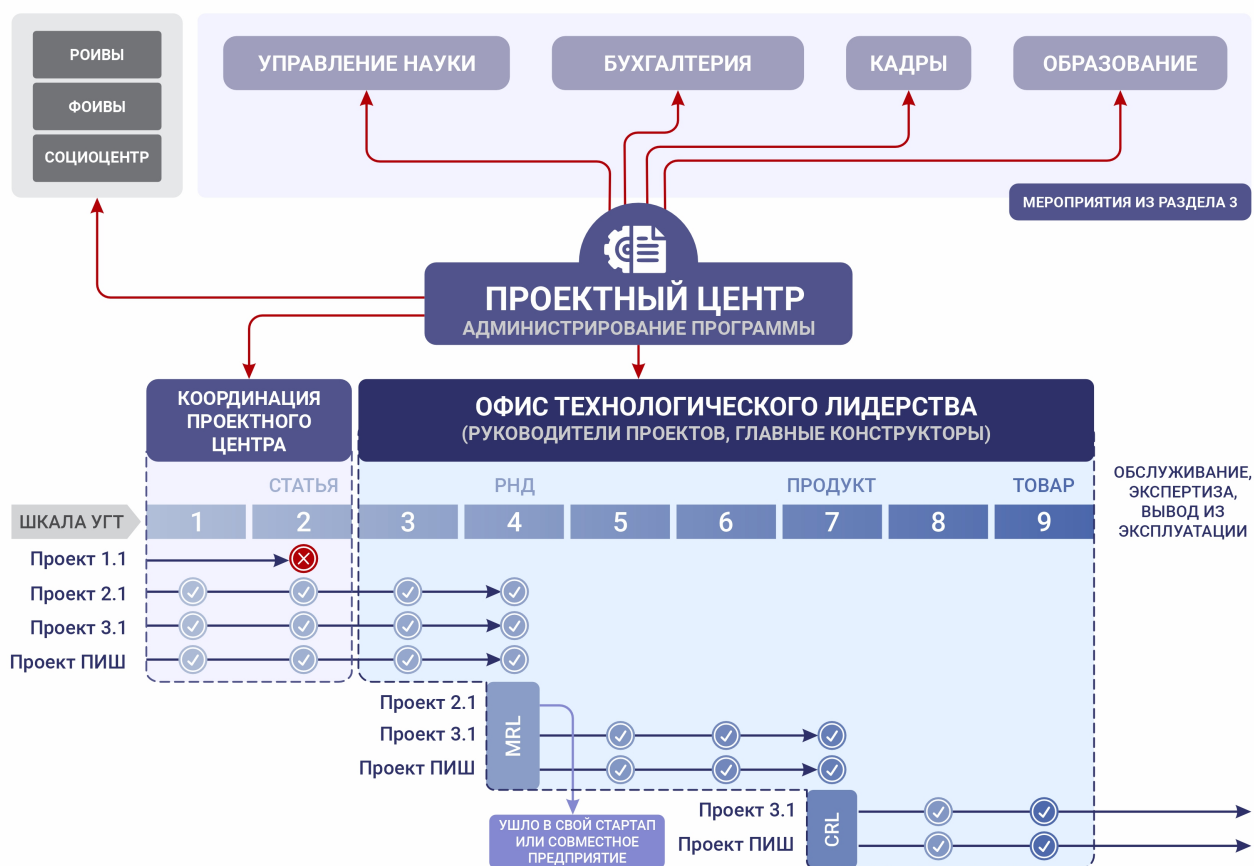 РОИВЫ
ФОИВЫ
СОЦИОЦЕНТР
УПРАВЛЕНИЕ НАУКИ
БУХГАЛТЕРИЯ
КАДРЫ
ОБРАЗОВАНИЕ
МЕРОПРИЯТИЯ ИЗ РАЗДЕЛА 3
ПРОЕКТНЫЙ ЦЕНТР
АДМИНИСТРИРОВАНИЕ ПРОГРАММЫ
КООРДИНАЦИЯ
ПРОЕКТНОГО
ЦЕНТРА
ОФИС ТЕХНОЛОГИЧЕСКОГО ЛИДЕРСТВА
(РУКОВОДИТЕЛИ ПРОЕКТОВ, ГЛАВНЫЕ КОНСТРУКТОРЫ)
СТАТЬЯ
РНД
ПРОДУКТ
ТОВАР
ОБСЛУЖИВАНИЕ,
ЭКСПЕРТИЗА,
ВЫВОД ИЗ
ЭКСПЛУАТАЦИИ
ШКАЛА УГТ
1
2
3
4
5
6
7
8
9
Проект 1.1
Проект 2.1
Проект 3.1
Проект ПИШ
Проект 2.1
Проект 3.1
Проект ПИШ
MRL
УШЛО В СВОЙ СТАРТАП
ИЛИ СОВМЕСТНОЕ
ПРЕДПРИЯТИЕ
Проект 3.1
Проект ПИШ
CRL